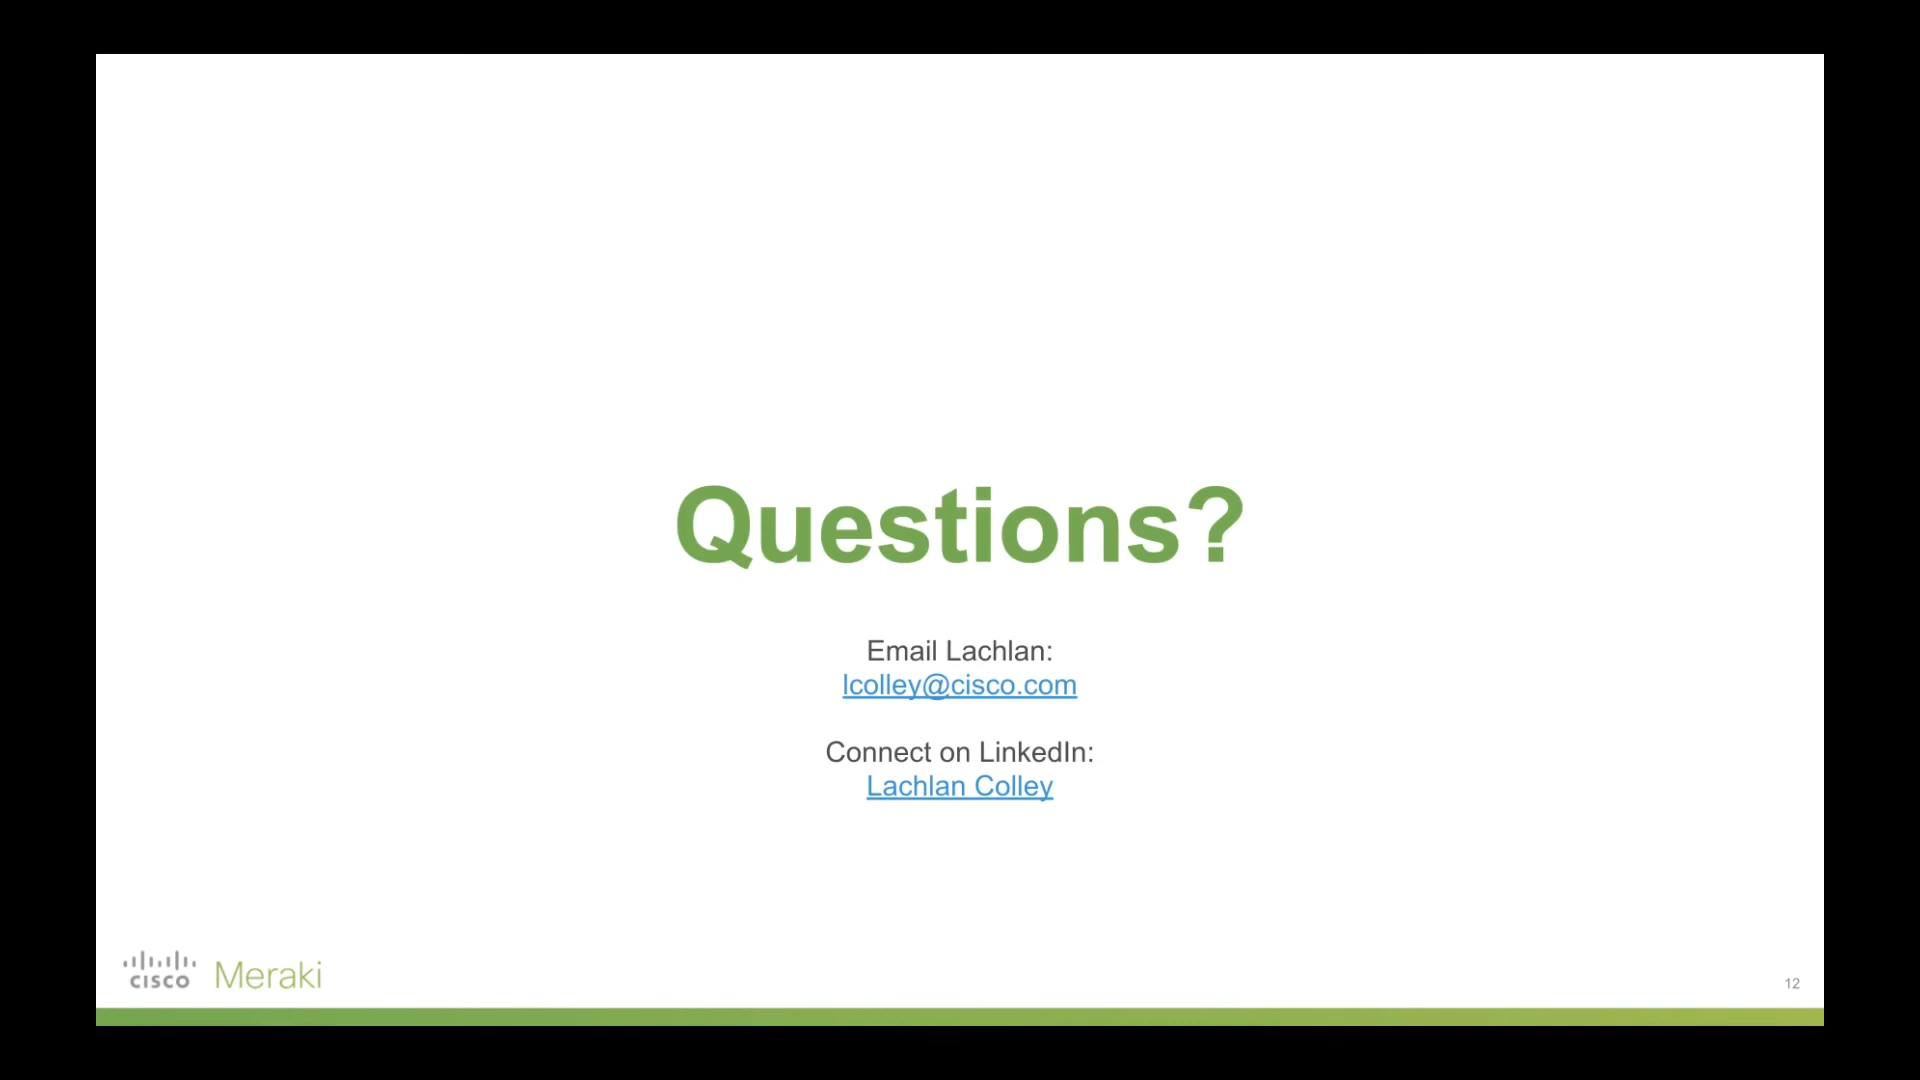 Questions?
Email Lachlan:
lcolley@cisco.com
Connect on LinkedIn:
Lachlan Colley
cisco Meraki
12